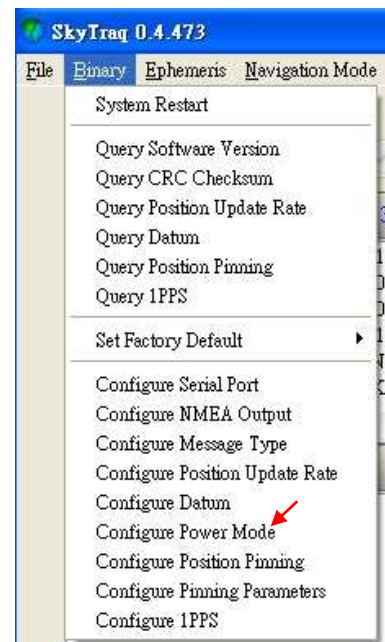 SkyTraq 0.4.473
File Binary Ephemeris Navigation Mode
System Restart
Query Software Version
Query CRC Checksum
Query Position Update Rate
Query Datum
Query Position Pinning
Query 1PPS
Set Factory Default
Configure Serial Port
Configure NMEA Output
Configure Message Type
Configure Position Update Rate
Configure Datum
Configure Power Mode
Configure Position Pinning
Configure Pinning Parameters
Configure 1PPS